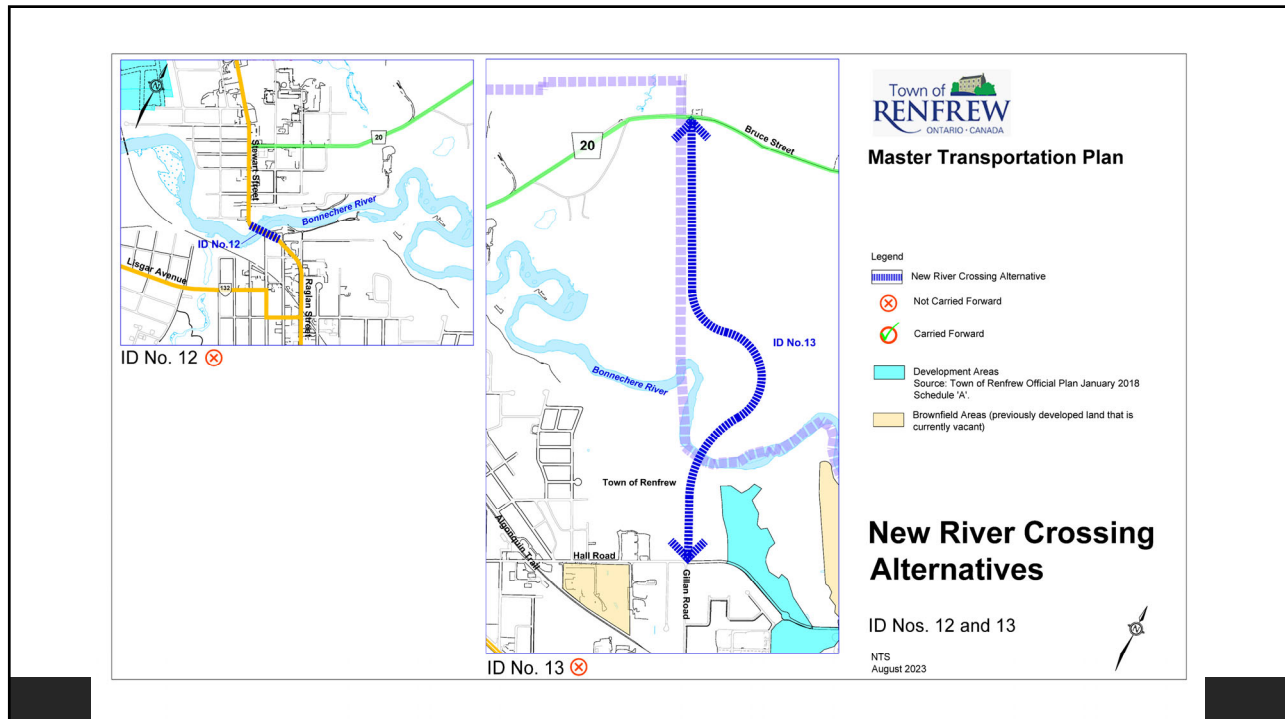 20
Stewart Street
Bonnechere River
ID No.12
Lisgar Avenue
132
Raglan Street
ID No. 12
20
Bruce Street
ID No.13
Bonnechere River
Town of Renfrew
Algonquin Trail
Hall Road
Gillan Road
ID No. 13
Town of
RENFREW
ONTARIO • CANADA
Master Transportation Plan
Legend
New River Crossing Alternative
Not Carried Forward
Carried Forward
Development Areas
Source: Town of Renfrew Official Plan January 2018
Schedule 'A'.
Brownfield Areas (previously developed land that is
currently vacant)
New River Crossing
Alternatives
ID Nos. 12 and 13
NTS
August 2023